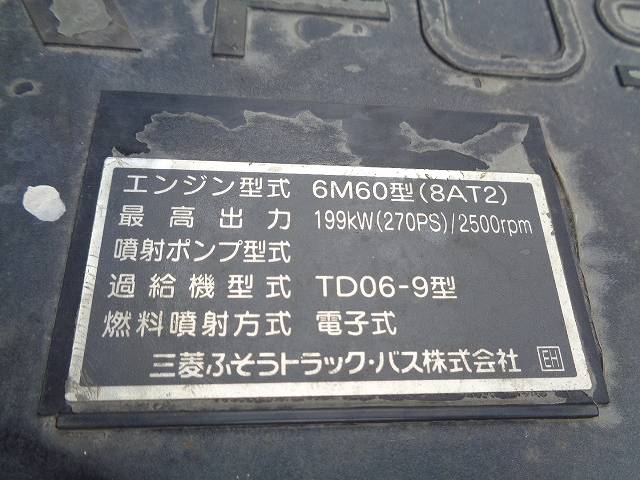 FUS
エンジン型式 6M60型(8AT2)
最高出力 199kW(270PS)/2500rpm
噴射ポンプ型式
過給機型式 TD06-9型
燃料噴射方式 電子式
三菱ふそうトラック・バス株式会社 EH